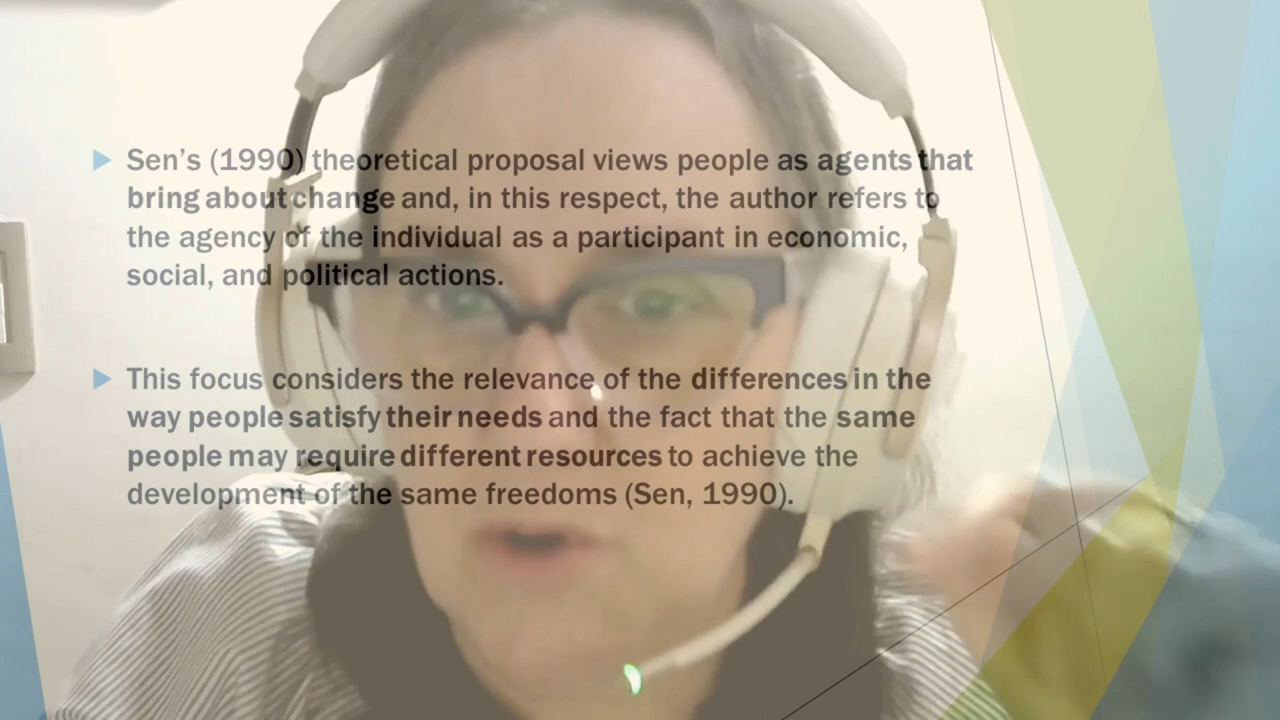 Sen’s (1990) theoretical proposal views people as agents that
bring about change and, in this respect, the author refers to
the agency of the individual as a participant in economic,
social, and political actions.
This focus considers the relevance of the differences in the
way people satisfy their needs and the fact that the same
people may require different resources to achieve the
development of the same freedoms (Sen, 1990).